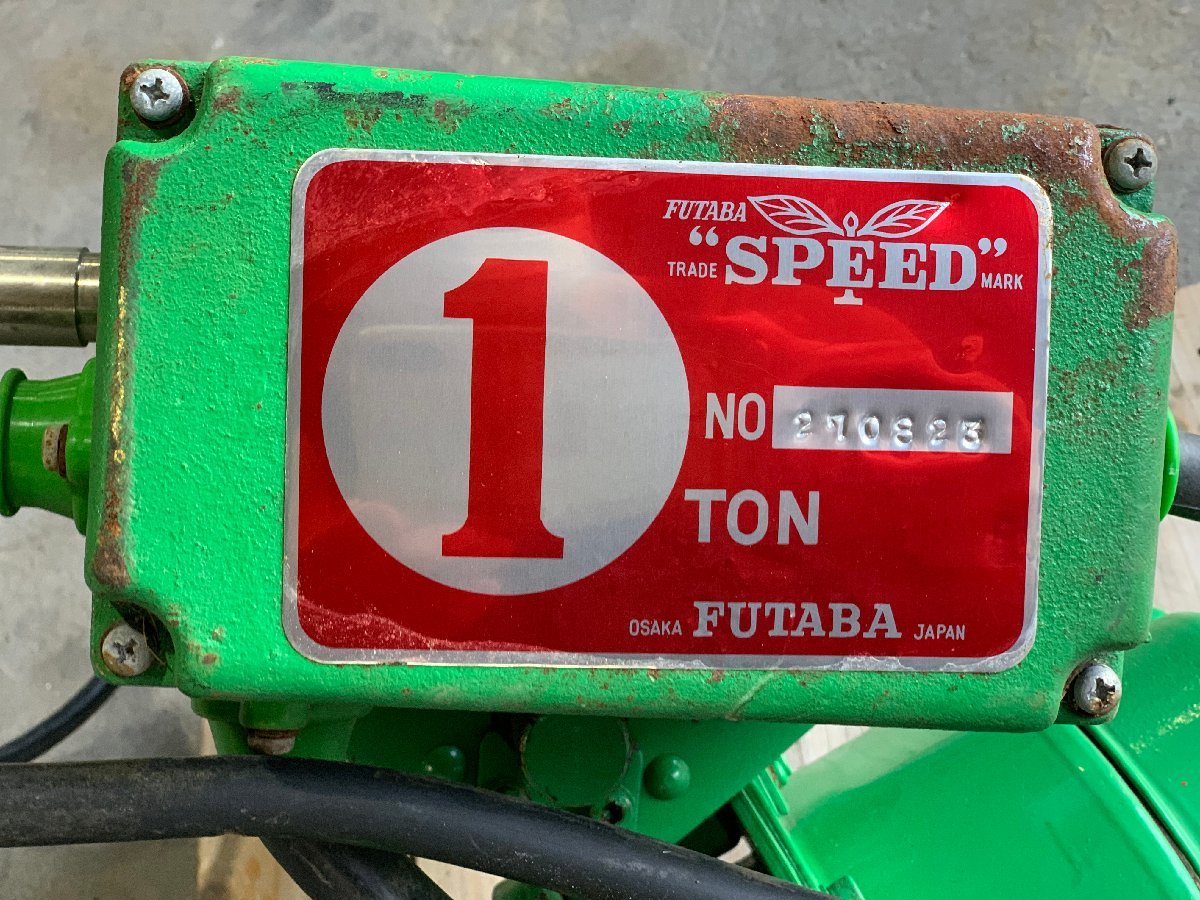 FUTABA
TRADE "SPEED" MARK
1
NO 270823
TON
OSAKA FUTABA JAPAN